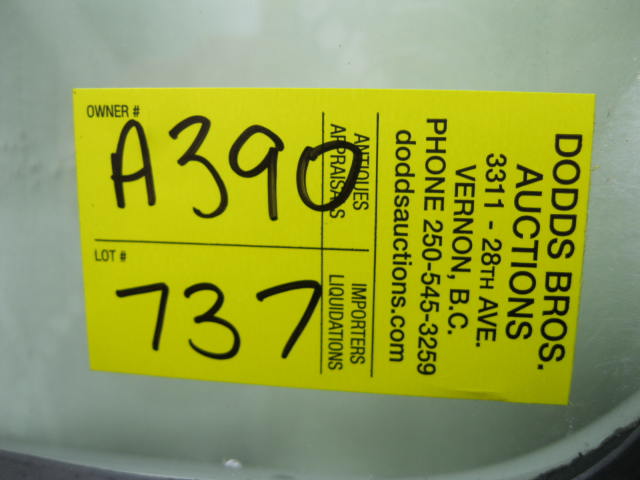 DODDS BROS.
AUCTIONS
3311 - 28TH AVE.
VERNON, B.C.
PHONE 250-545-3259
doddsauctions.com
ANTIQUES
APPRAISALS
IMPORTERS
LIQUIDATIONS
OWNER #
A390
LOT #
737